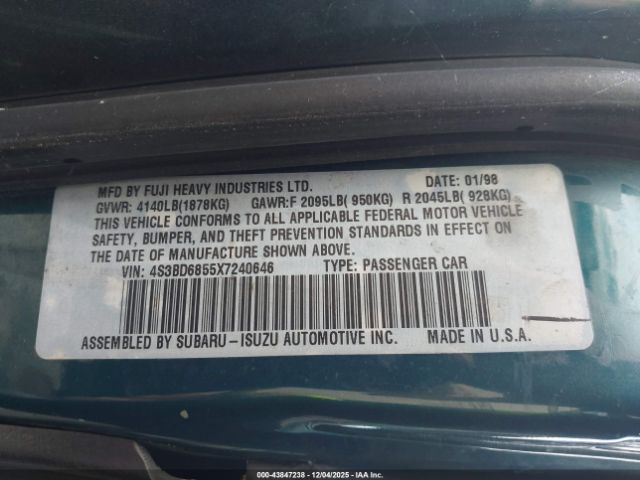 MFD BY FUJI HEAVY INDUSTRIES LTD. DATE: 01/98
GVWR: 4140LB(1878KG) GAWR:F 2095LB( 950KG) R 2045LB( 928KG)
THIS VEHICLE CONFORMS TO ALL APPLICABLE FEDERAL MOTOR VEHICLE
SAFETY, BUMPER, AND THEFT PREVENTION STANDARDS IN EFFECT ON
THE DATE OF MANUFACTURE SHOWN ABOVE.
VIN: 4S3BD6855X7240646 TYPE: PASSENGER CAR
ASSEMBLED BY SUBARU-ISUZU AUTOMOTIVE INC. MADE IN U.S.A.
000-43847238 - 12/04/2025 - IAAI.COM